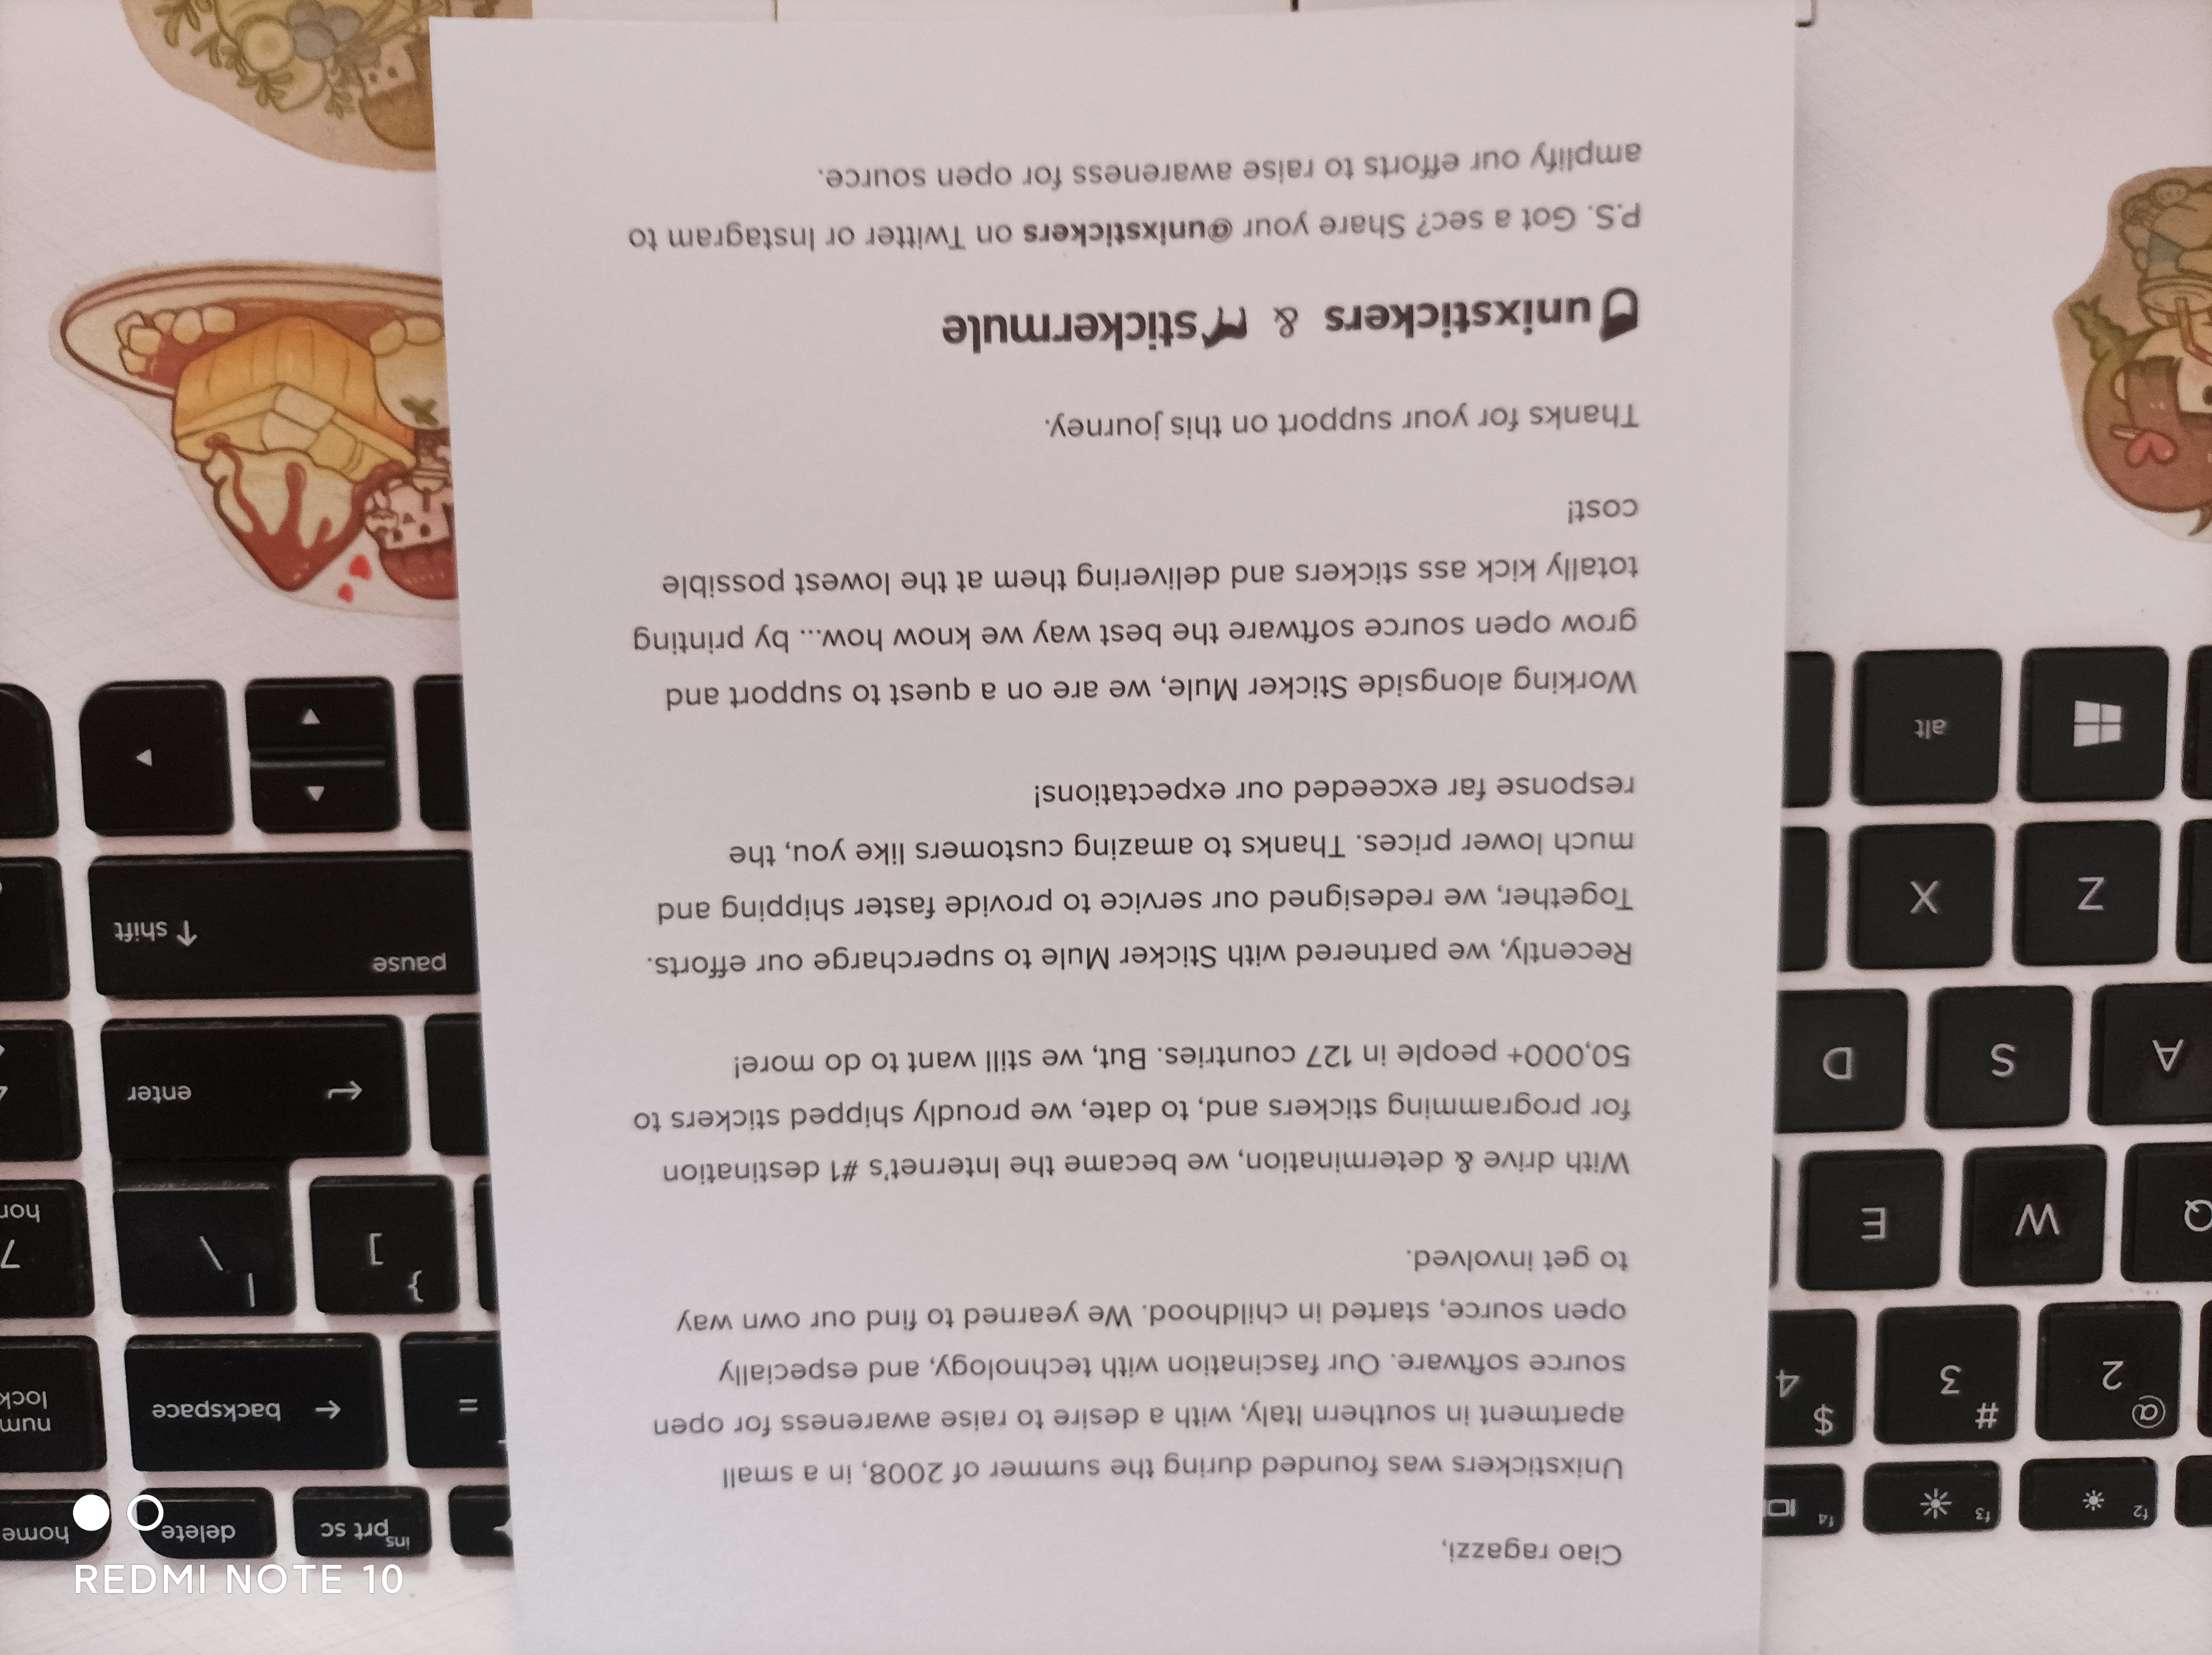 Ciao ragazzi,
Unixstickers was founded during the summer of 2008, in a small
apartment in southern Italy, with a desire to raise awareness for open
source software. Our fascination with technology, and especially
open source, started in childhood. We yearned to find our own way
to get involved.
With drive & determination, we became the Internet's #1 destination
for programming stickers and, to date, we proudly shipped stickers to
50,000+ people in 127 countries. But, we still want to do more!
Recently, we partnered with Sticker Mule to supercharge our efforts.
Together, we redesigned our service to provide faster shipping and
much lower prices. Thanks to amazing customers like you, the
response far exceeded our expectations!
Working alongside Sticker Mule, we are on a quest to support and
grow open source software the best way we know how... by printing
totally kick ass stickers and delivering them at the lowest possible
cost!
Thanks for your support on this journey.
unixstickers & stickermule
P.S. Got a sec? Share your @unixstickers on Twitter or Instagram to
amplify our efforts to raise awareness for open source.
f2 f3 f4
ins prt sc delete home
@ 2 # 3 $ 4
= ← backspace num lock
Q W E
} ] | \ 7
A S D
← enter
Z X
pause ↑ shift
alt
REDMI NOTE 10